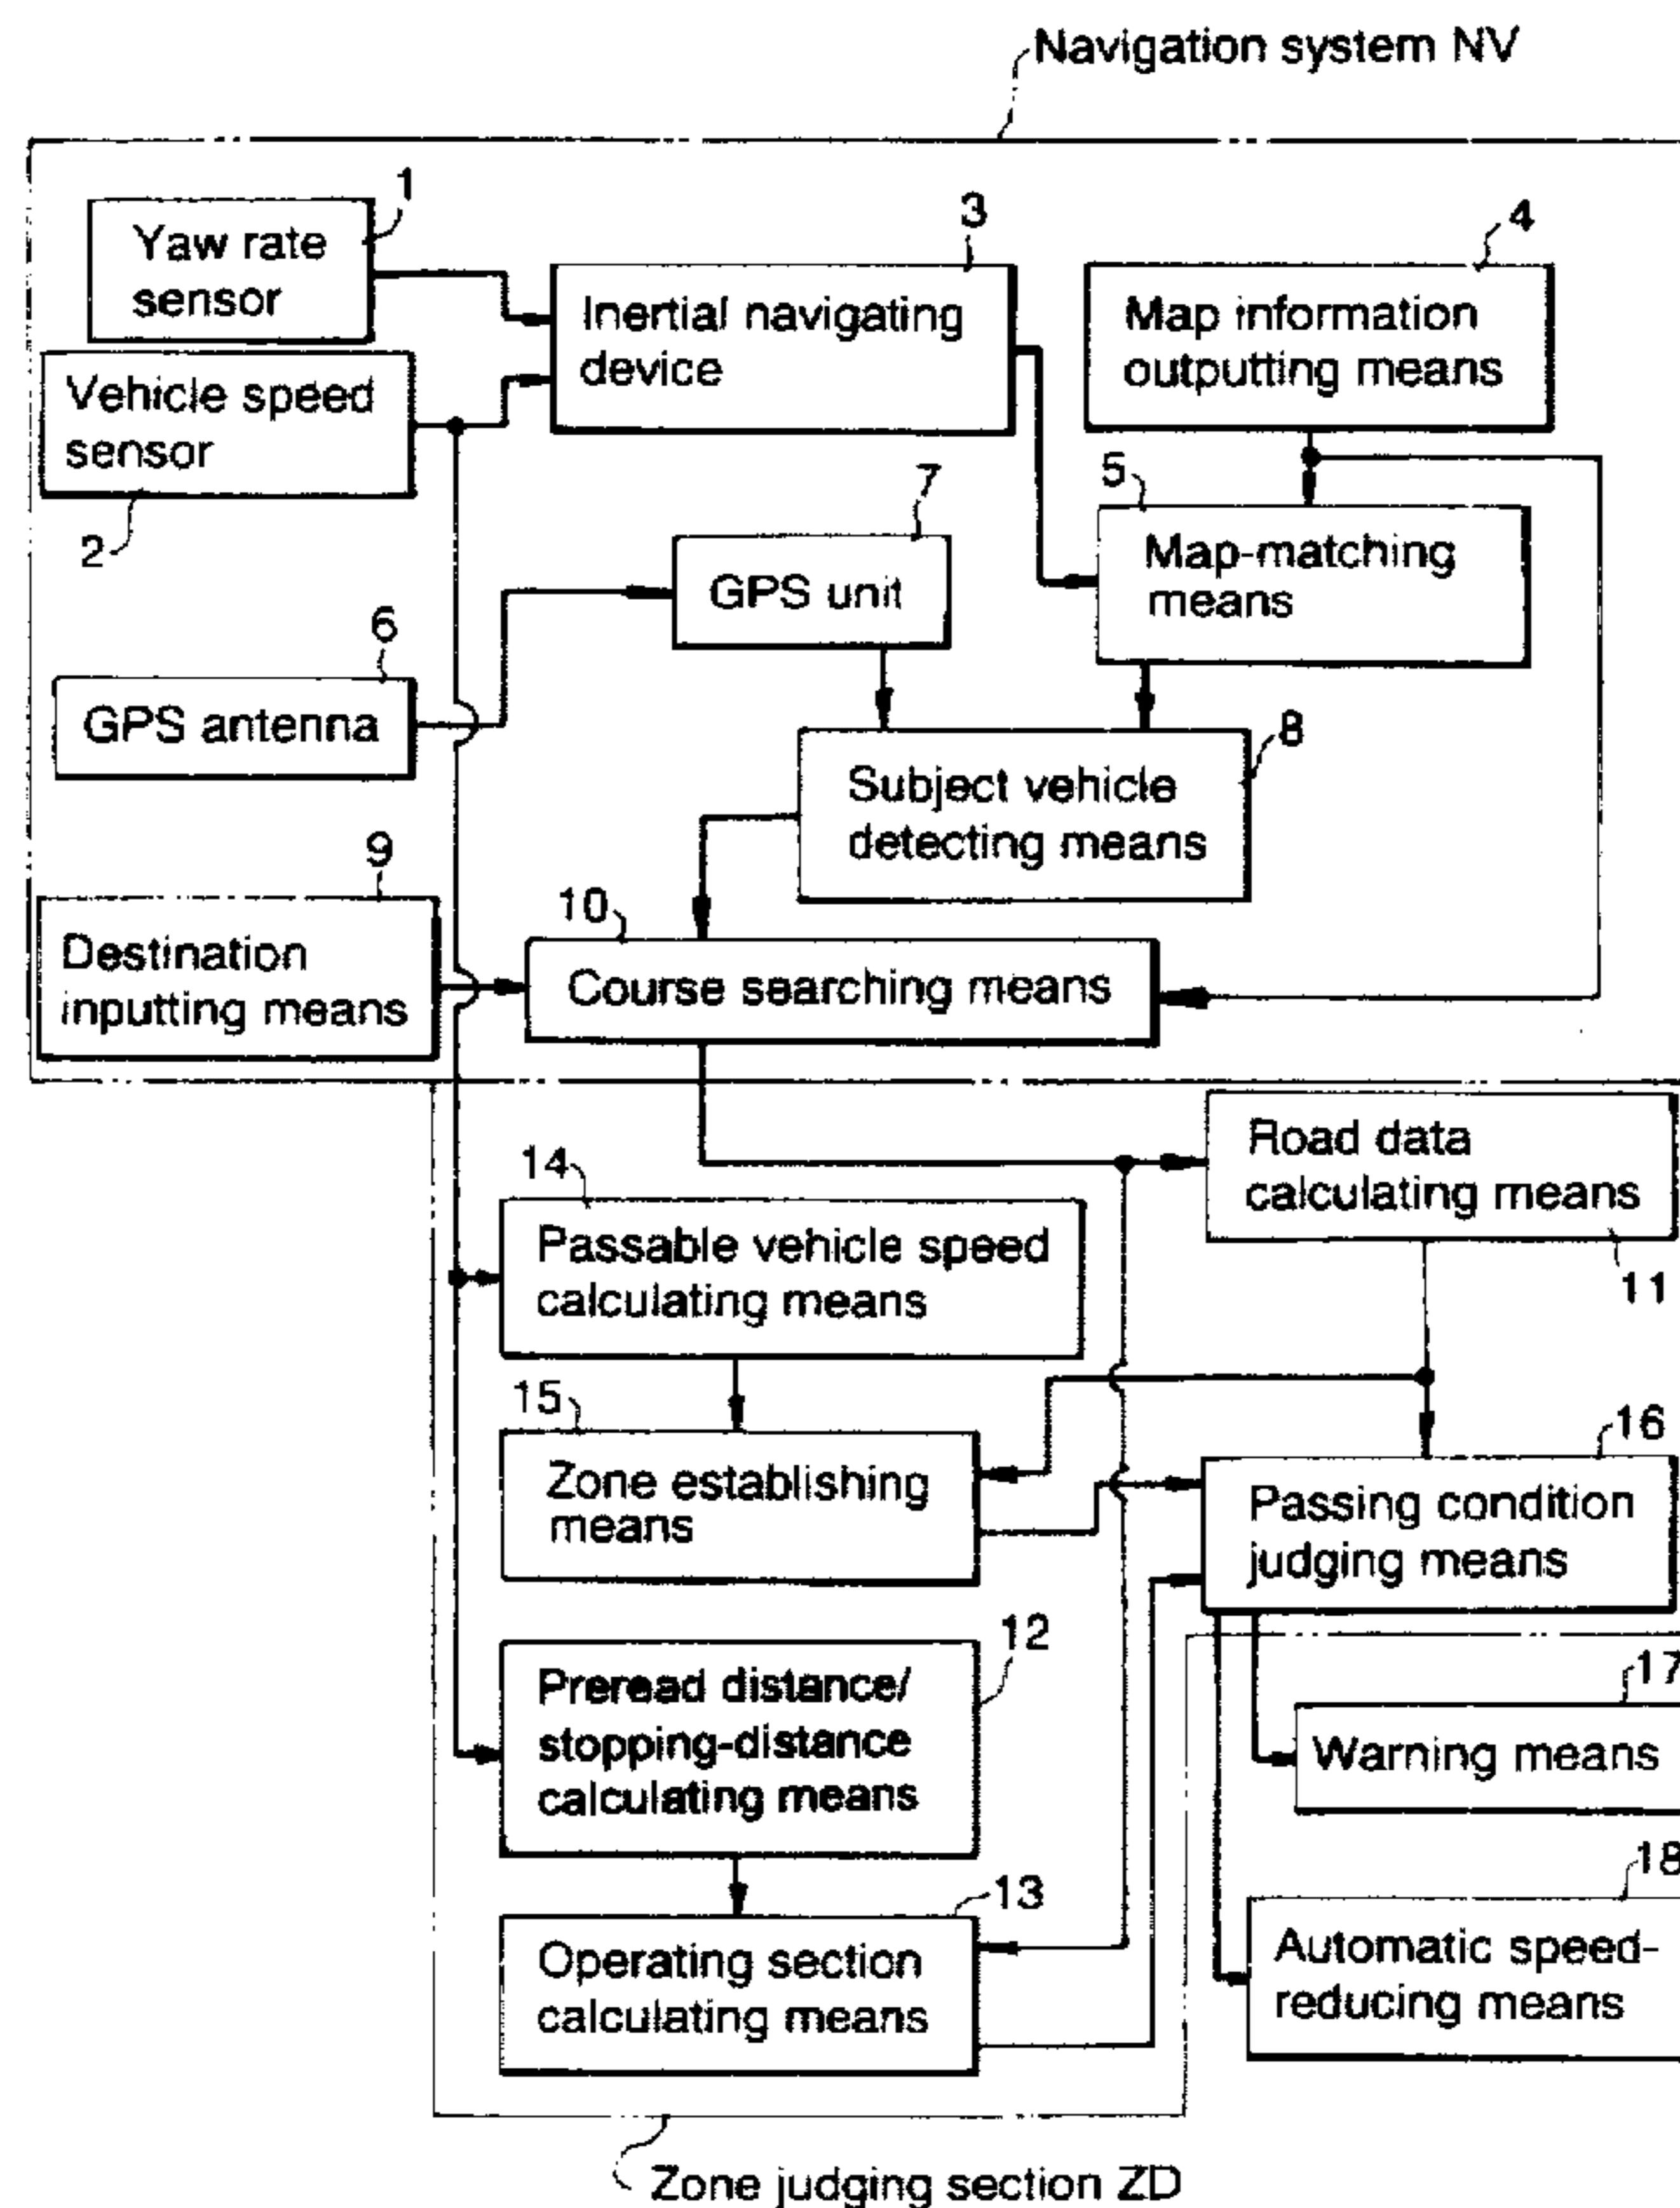 Navigation system NV
1
Yaw rate
sensor
3
Inertial navigating
device
4
Map information
outputting means
Vehicle speed
sensor
2
7
GPS unit
5
Map-matching
means
6
GPS antenna
8
Subject vehicle
detecting means
9
Destination
inputting means
10
Course searching means
Road data
calculating means
11
14
Passable vehicle speed
calculating means
15
Zone establishing
means
16
Passing condition
judging means
12
Preread distance/
stopping-distance
calculating means
17
Warning means
13
Operating section
calculating means
18
Automatic speed-
reducing means
Zone judging section ZD